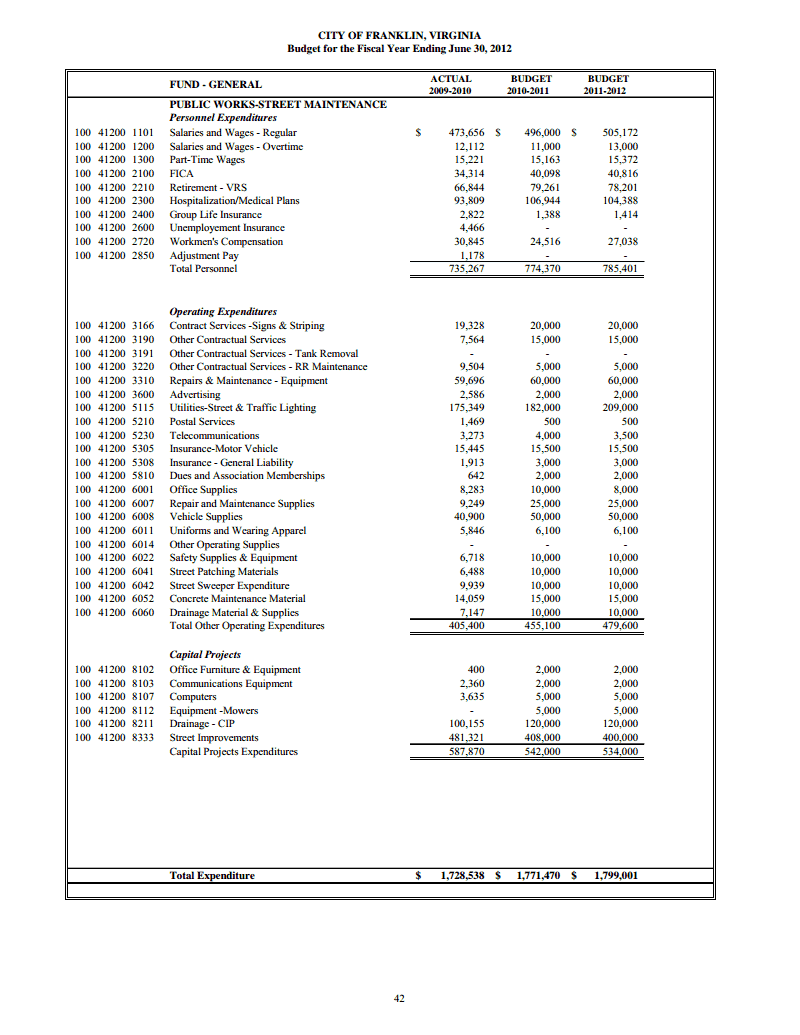 CITY OF FRANKLIN, VIRGINIA
Budget for the Fiscal Year Ending June 30, 2012
FUND - GENERAL ACTUAL 2009-2010 BUDGET 2010-2011 BUDGET 2011-2012
PUBLIC WORKS-STREET MAINTENANCE
Personnel Expenditures
100 41200 1101 Salaries and Wages - Regular $ 473,656 $ 496,000 $ 505,172
100 41200 1200 Salaries and Wages - Overtime 12,112 11,000 13,000
100 41200 1300 Part-Time Wages 15,221 15,163 15,372
100 41200 2100 FICA 34,314 40,098 40,816
100 41200 2210 Retirement - VRS 66,844 79,261 78,201
100 41200 2300 Hospitalization/Medical Plans 93,809 106,944 104,388
100 41200 2400 Group Life Insurance 2,822 1,388 1,414
100 41200 2600 Unemployement Insurance 4,466 - -
100 41200 2720 Workmen's Compensation 30,845 24,516 27,038
100 41200 2850 Adjustment Pay 1,178 - -
Total Personnel 735,267 774,370 785,401
Operating Expenditures
100 41200 3166 Contract Services -Signs & Striping 19,328 20,000 20,000
100 41200 3190 Other Contractual Services 7,564 15,000 15,000
100 41200 3191 Other Contractual Services - Tank Removal - - -
100 41200 3220 Other Contractual Services - RR Maintenance 9,504 5,000 5,000
100 41200 3310 Repairs & Maintenance - Equipment 59,696 60,000 60,000
100 41200 3600 Advertising 2,586 2,000 2,000
100 41200 5115 Utilities-Street & Traffic Lighting 175,349 182,000 209,000
100 41200 5210 Postal Services 1,469 500 500
100 41200 5230 Telecommunications 3,273 4,000 3,500
100 41200 5305 Insurance-Motor Vehicle 15,445 15,500 15,500
100 41200 5308 Insurance - General Liability 1,913 3,000 3,000
100 41200 5810 Dues and Association Memberships 642 2,000 2,000
100 41200 6001 Office Supplies 8,283 10,000 8,000
100 41200 6007 Repair and Maintenance Supplies 9,249 25,000 25,000
100 41200 6008 Vehicle Supplies 40,900 50,000 50,000
100 41200 6011 Uniforms and Wearing Apparel 5,846 6,100 6,100
100 41200 6014 Other Operating Supplies - - -
100 41200 6022 Safety Supplies & Equipment 6,718 10,000 10,000
100 41200 6041 Street Patching Materials 6,488 10,000 10,000
100 41200 6042 Street Sweeper Expenditure 9,939 10,000 10,000
100 41200 6052 Concrete Maintenance Material 14,059 15,000 15,000
100 41200 6060 Drainage Material & Supplies 7,147 10,000 10,000
Total Other Operating Expenditures 405,400 455,100 479,600
Capital Projects
100 41200 8102 Office Furniture & Equipment 400 2,000 2,000
100 41200 8103 Communications Equipment 2,360 2,000 2,000
100 41200 8107 Computers 3,635 5,000 5,000
100 41200 8112 Equipment -Mowers - 5,000 5,000
100 41200 8211 Drainage - CIP 100,155 120,000 120,000
100 41200 8333 Street Improvements 481,321 408,000 400,000
Capital Projects Expenditures 587,870 542,000 534,000
Total Expenditure $ 1,728,538 $ 1,771,470 $ 1,799,001
42